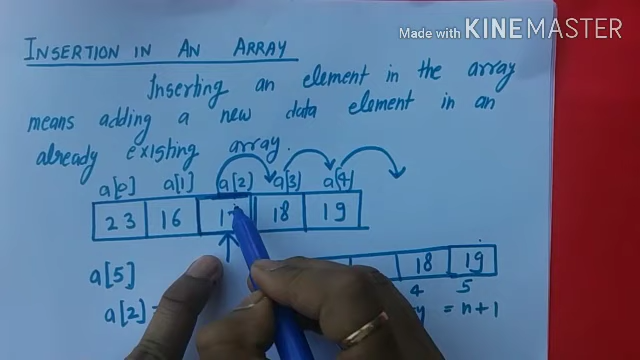 Made with KINEMASTER
INSERTION IN AN ARRAY
Inserting an element in the array
means adding a new data element in an
already existing array.
a[0] a[1] a[2] a[3] a[4]
23 16 18 19
a[5] 18 19
4 5
a[2] = n+1